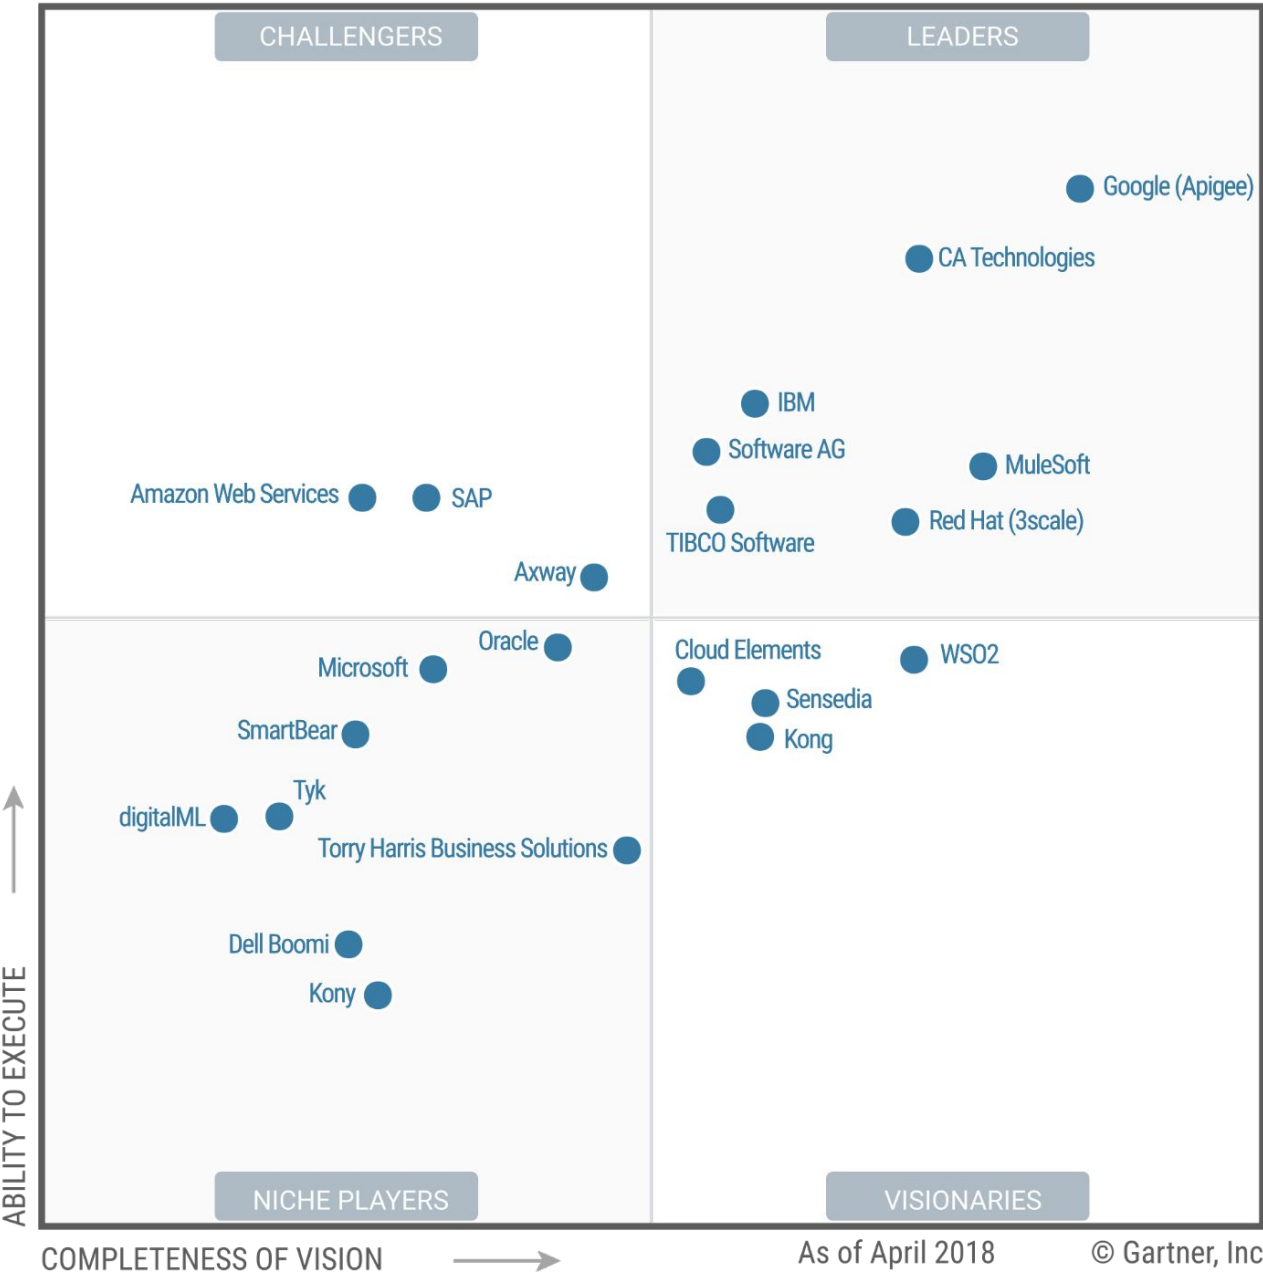 CHALLENGERS
LEADERS
Google (Apigee)
CA Technologies
IBM
Software AG
MuleSoft
Amazon Web Services
SAP
Red Hat (3scale)
TIBCO Software
Axway
Oracle
Microsoft
Cloud Elements
WSO2
Sensedia
SmartBear
Kong
Tyk
digitalML
Torry Harris Business Solutions
Dell Boomi
Kony
ABILITY TO EXECUTE
NICHE PLAYERS
VISIONARIES
COMPLETENESS OF VISION
As of April 2018
© Gartner, Inc